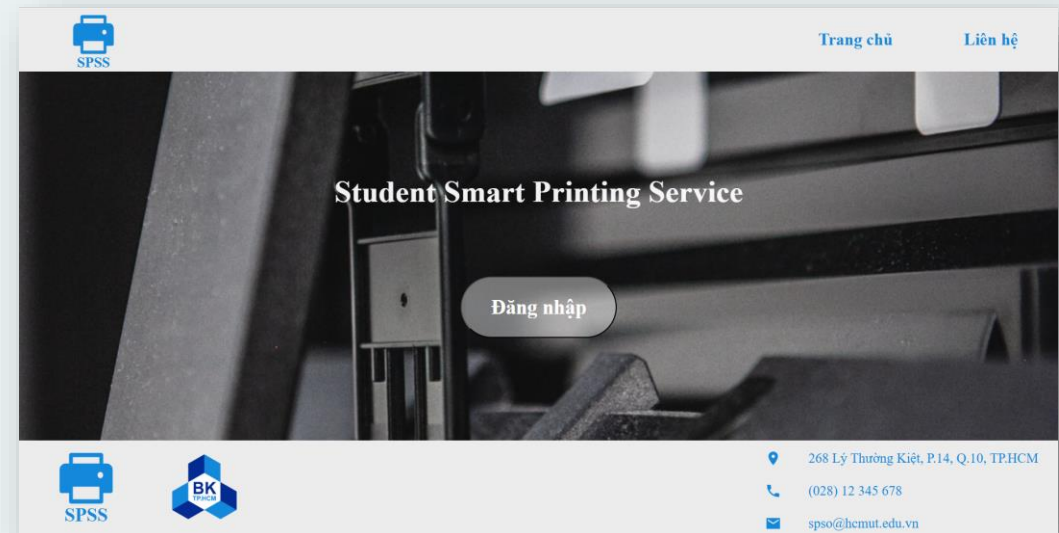 SPSS
Trang chủ
Liên hệ
Student Smart Printing Service
Đăng nhập
SPSS
BK
TP.HCM
268 Lý Thường Kiệt, P.14, Q.10, TP.HCM
(028) 12 345 678
spso@hcmut.edu.vn